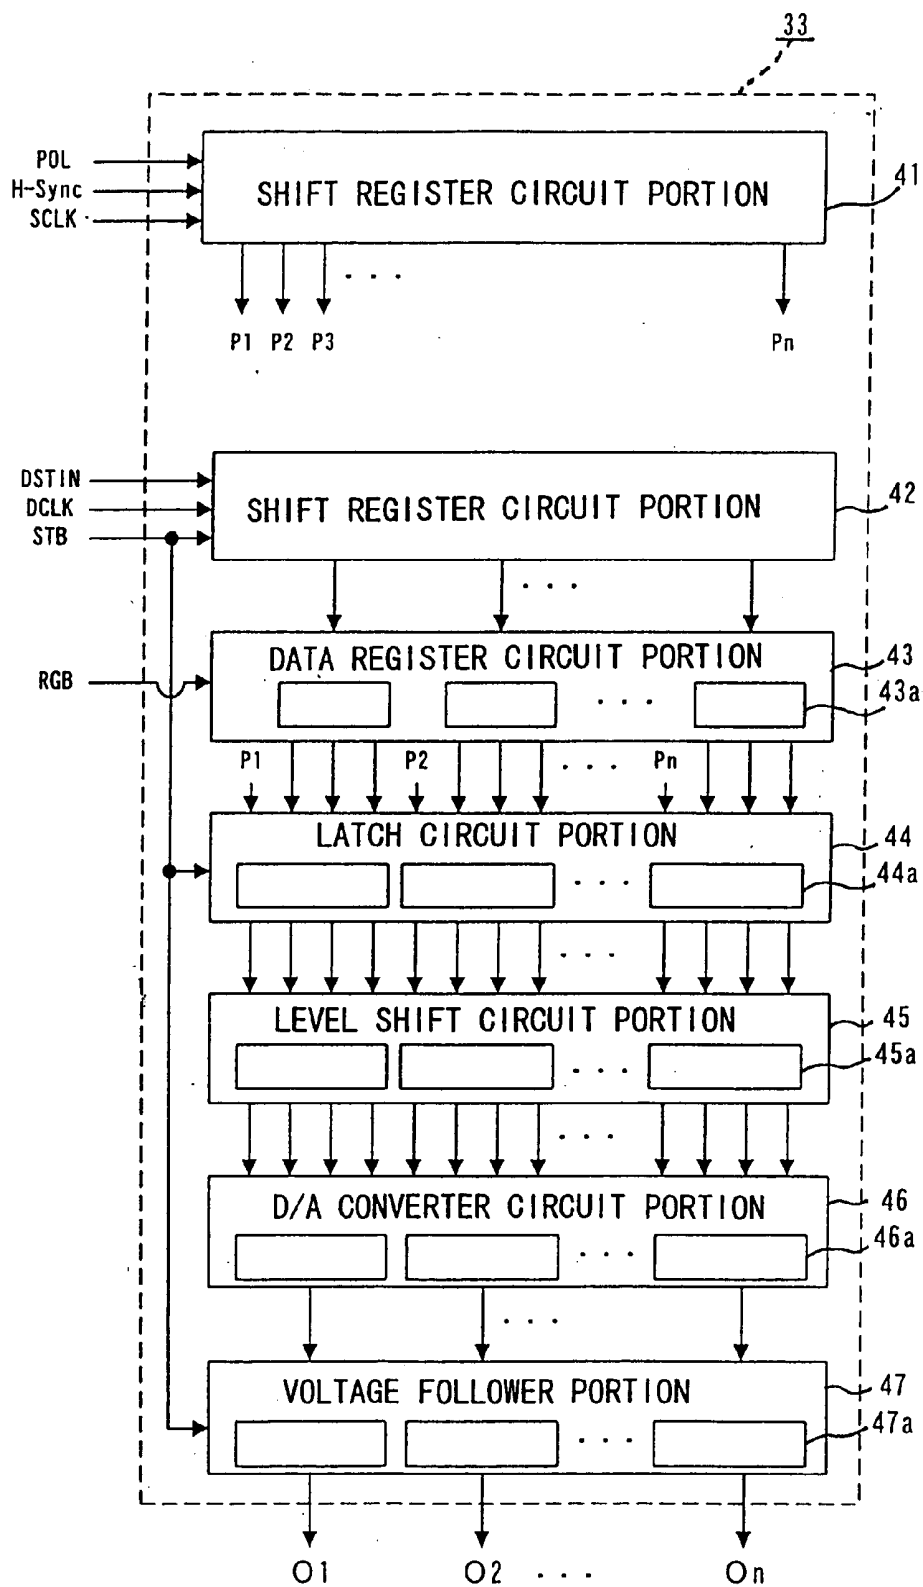 33
POL
H-Sync
SCLK
SHIFT REGISTER CIRCUIT PORTION
41
P1 P2 P3 . . . Pn
DSTIN
DCLK
STB
SHIFT REGISTER CIRCUIT PORTION
42
. . .
DATA REGISTER CIRCUIT PORTION
43
RGB
. . .
43a
P1 P2 . . . Pn
LATCH CIRCUIT PORTION
44
. . .
44a
. . .
LEVEL SHIFT CIRCUIT PORTION
45
. . .
45a
. . .
D/A CONVERTER CIRCUIT PORTION
46
. . .
46a
. . .
VOLTAGE FOLLOWER PORTION
47
. . .
47a
O1 O2 . . . On